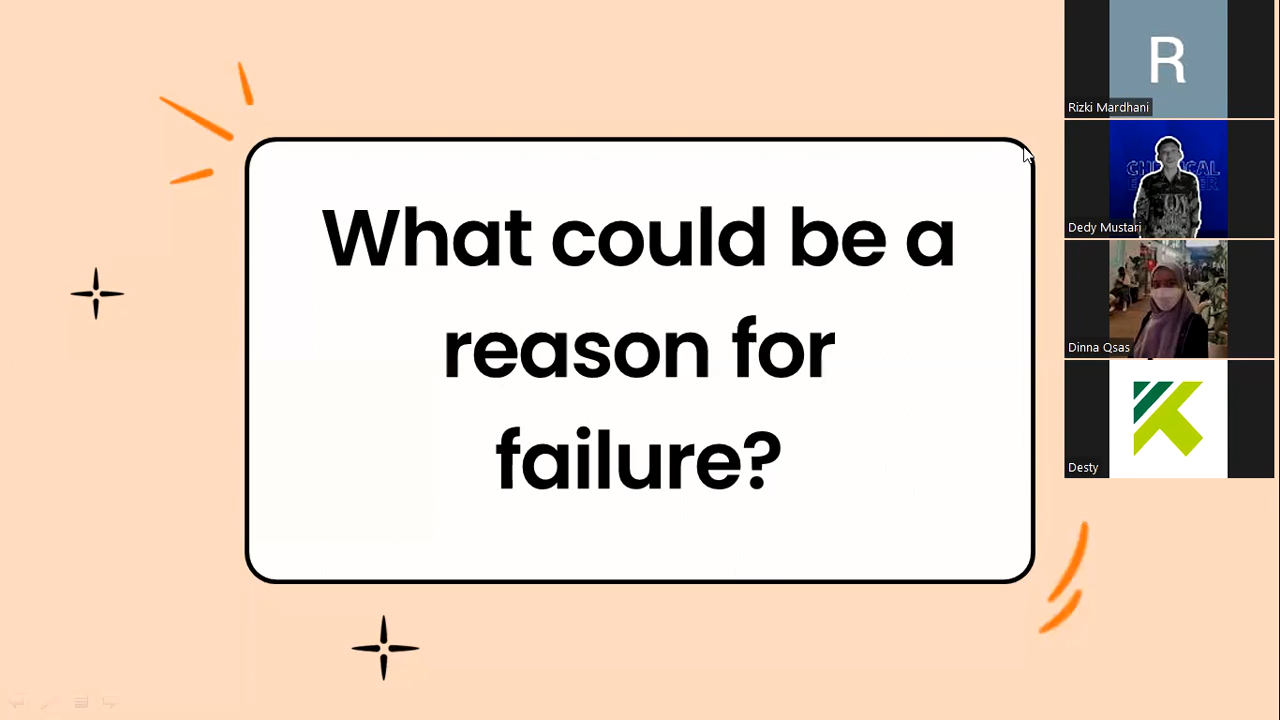 What could be a
reason for
failure?
R
Rizki Mardhani
Dedy Mustari
Dinna Qsas
Desty